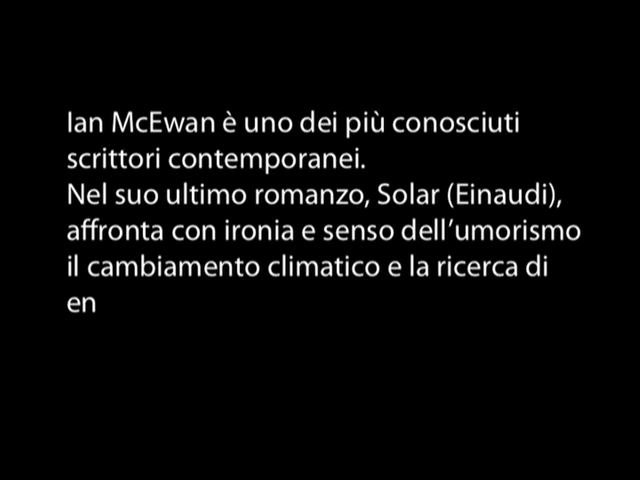 Ian McEwan è uno dei più conosciuti
scrittori contemporanei.
Nel suo ultimo romanzo, Solar (Einaudi),
affronta con ironia e senso dell’umorismo
il cambiamento climatico e la ricerca di
en